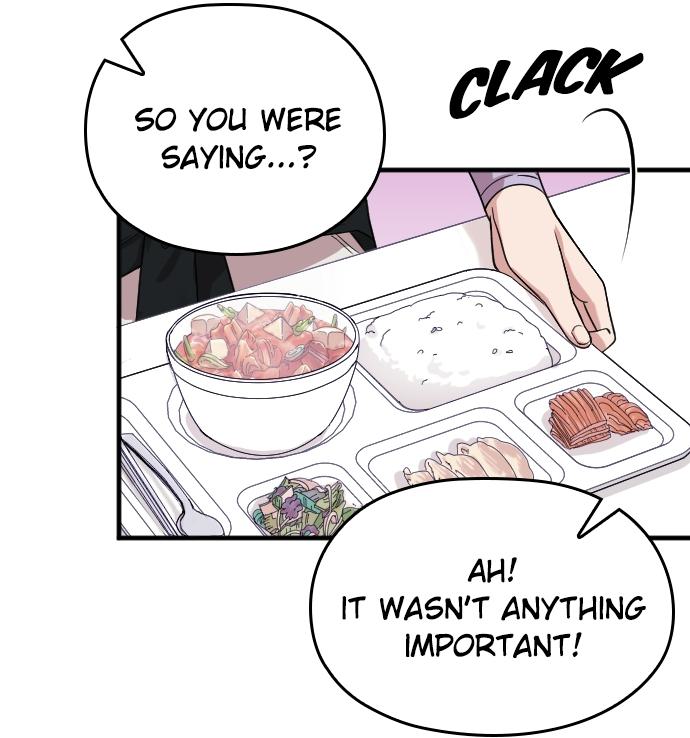 SO YOU WERE
SAYING...?
CLACK
AH!
IT WASN'T ANYTHING
IMPORTANT!